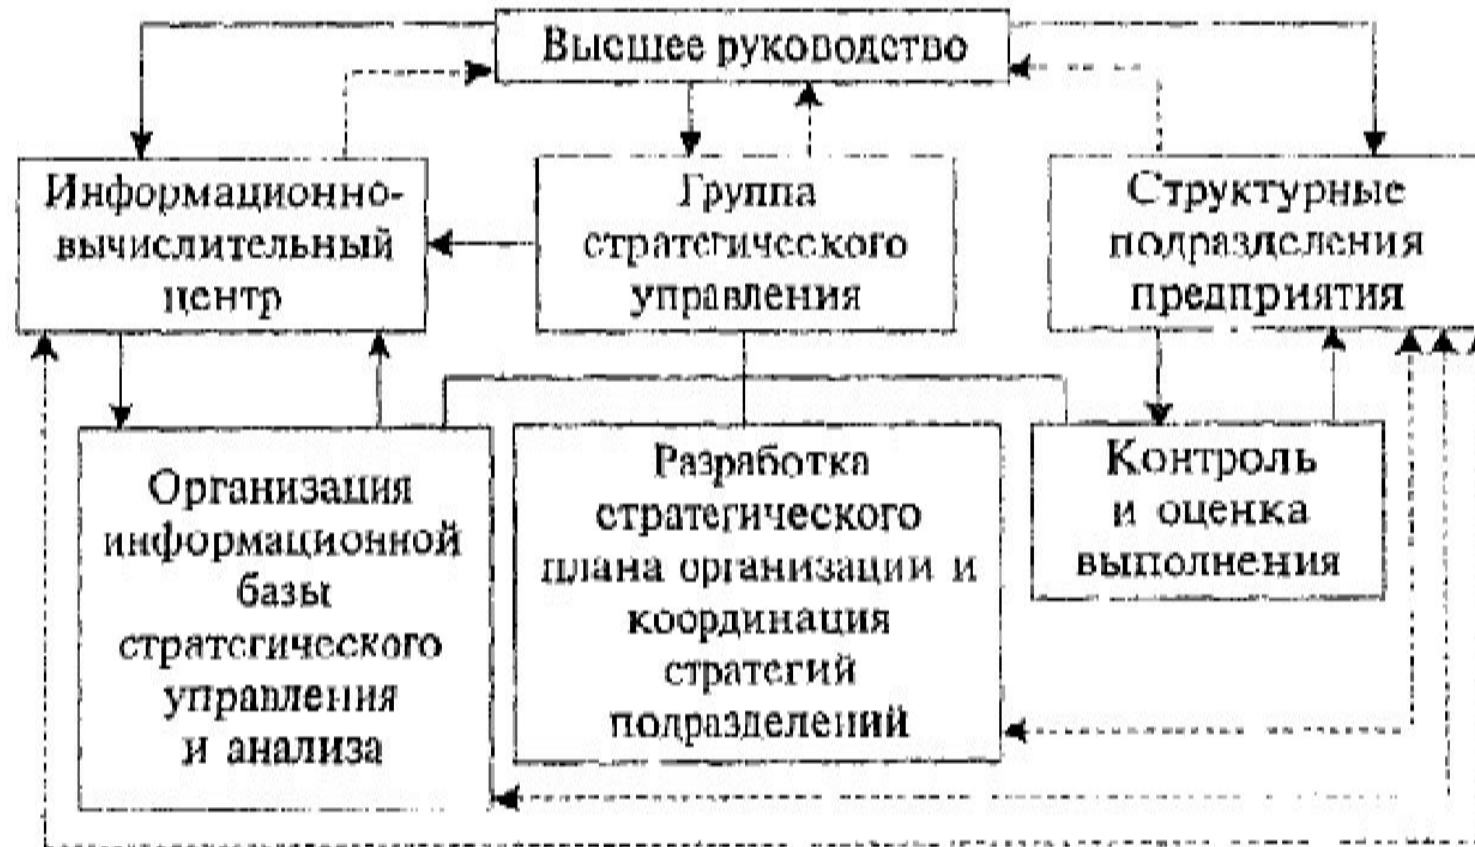 Высшее руководство
Информационно-
вычислительный
центр
Группа
стратегического
управления
Структурные
подразделения
предприятия
Организация
информационной
базы
стратегического
управления
и анализа
Разработка
стратегического
плана организации и
координация
стратегий
подразделений
Контроль
и оценка
выполнения